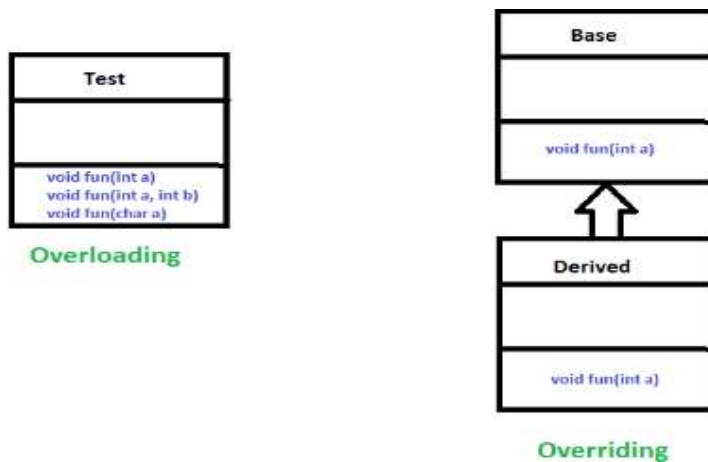 Test
void fun(int a)
void fun(int a, int b)
void fun(char a)
Overloading
Base
void fun(int a)
Derived
void fun(int a)
Overriding